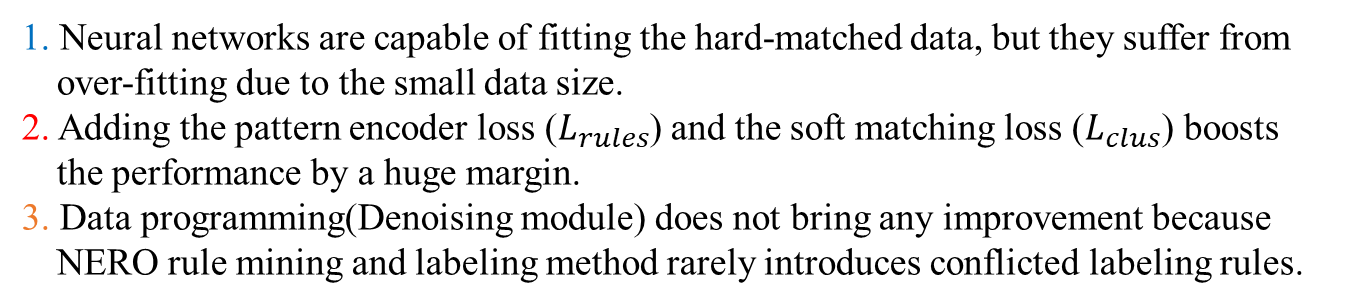 1. Neural networks are capable of fitting the hard-matched data, but they suffer from
over-fitting due to the small data size.
2. Adding the pattern encoder loss (L_rules) and the soft matching loss (L_clus) boosts
the performance by a huge margin.
3. Data programming(Denoising module) does not bring any improvement because
NERO rule mining and labeling method rarely introduces conflicted labeling rules.